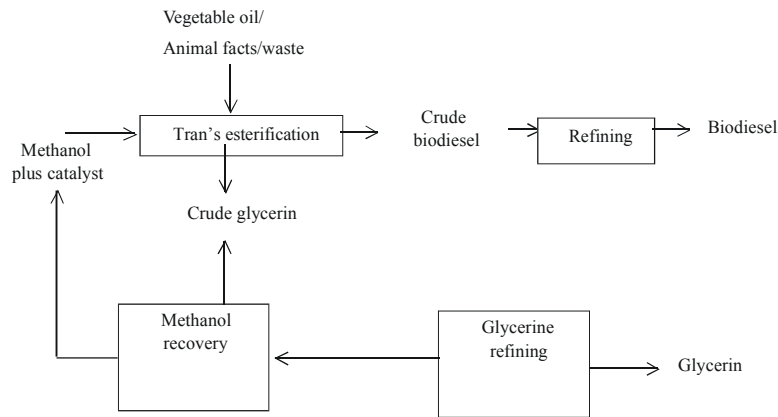 Vegetable oil/
Animal facts/waste
Tran's esterification
Crude
biodiesel
Refining
Biodiesel
Methanol
plus catalyst
Crude glycerin
Methanol
recovery
Glycerine
refining
Glycerin